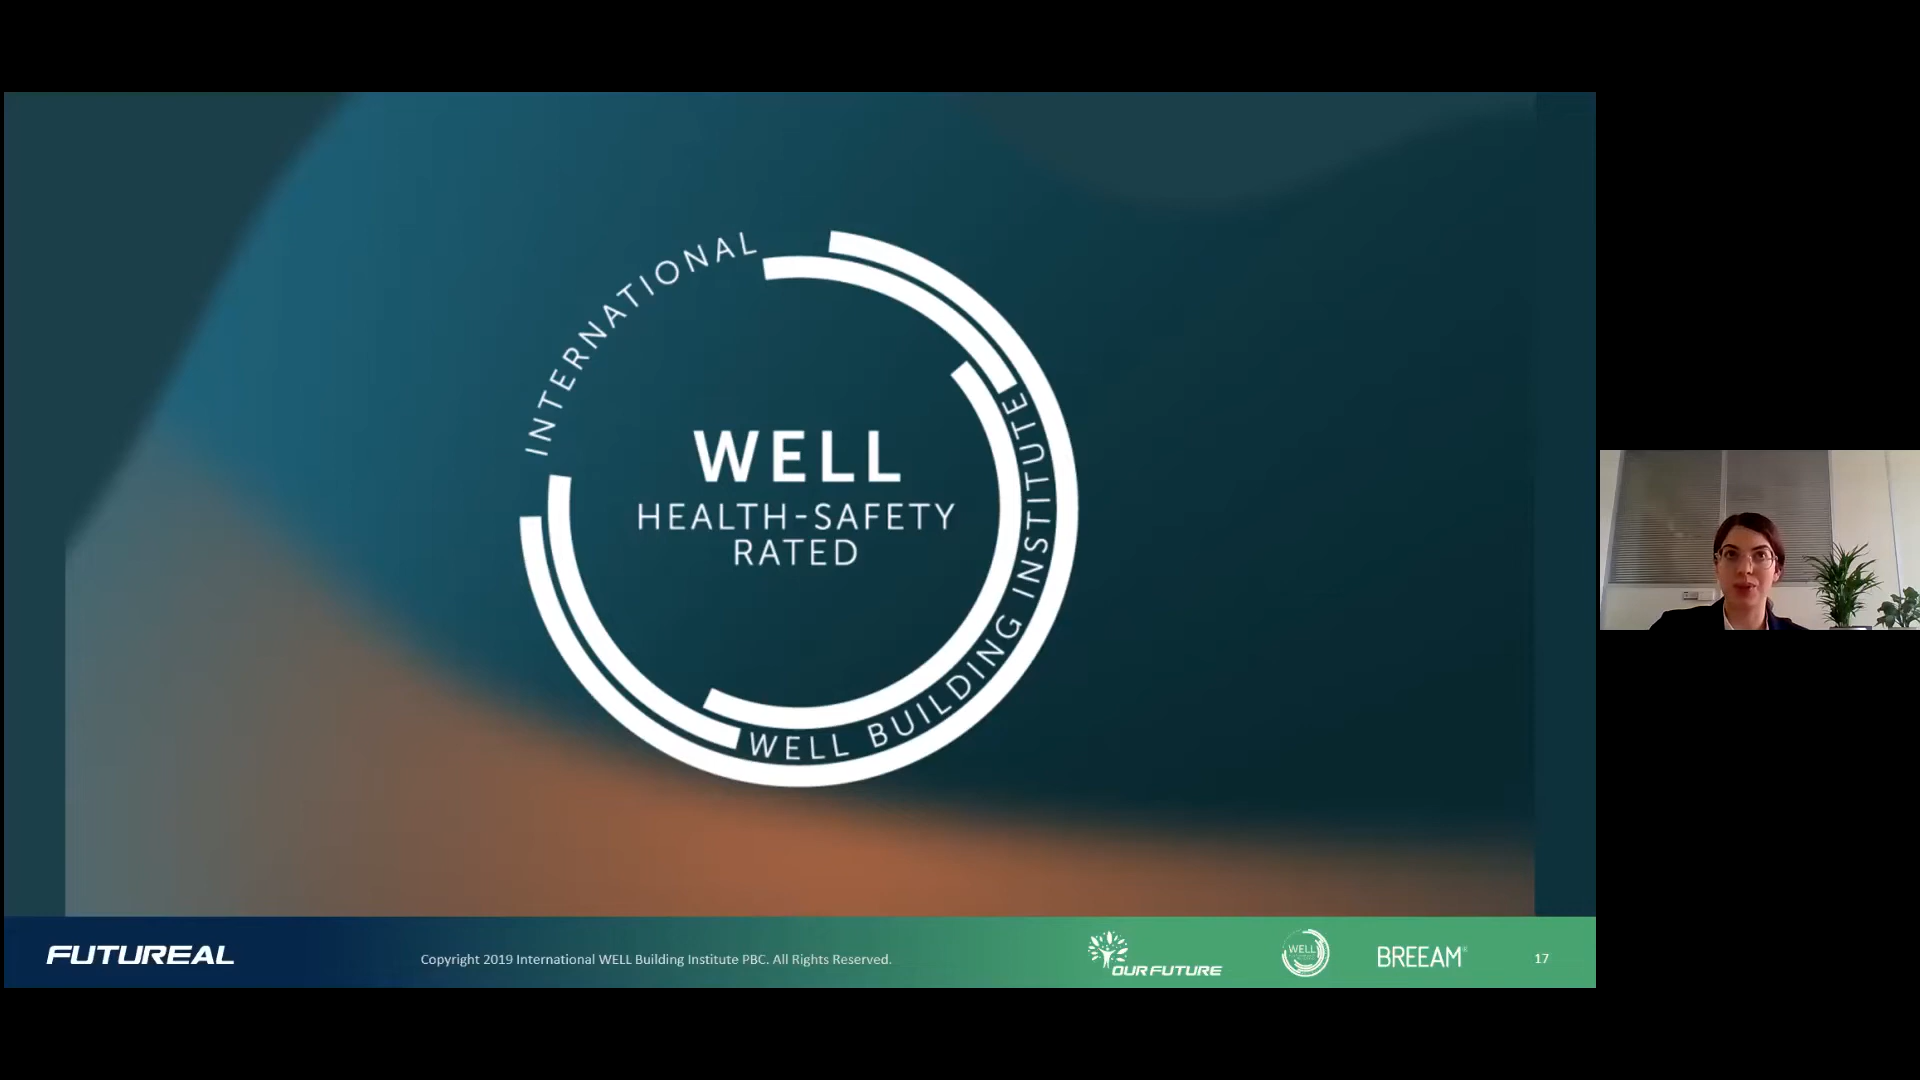 INTERNATIONAL
WELL BUILDING INSTITUTE
WELL
HEALTH-SAFETY
RATED
FUTUREAL
Copyright 2019 International WELL Building Institute PBC. All Rights Reserved.
OUR FUTURE
WELL
BREEAM®
17